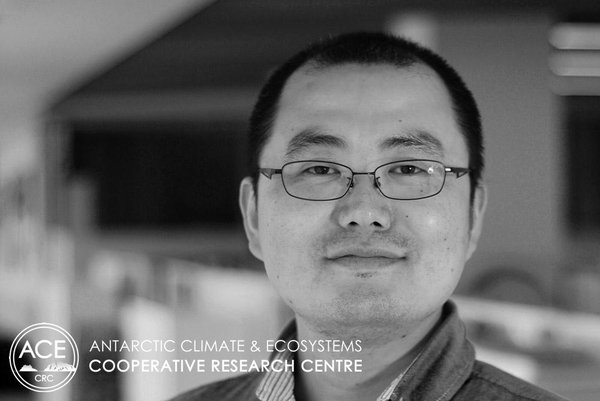 ACE
CRC
ANTARCTIC CLIMATE & ECOSYSTEMS
COOPERATIVE RESEARCH CENTRE